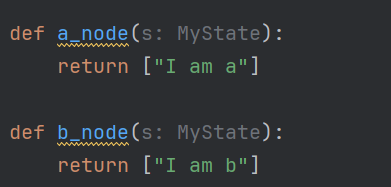 def a_node(s: MyState):
    return ["I am a"]
def b_node(s: MyState):
    return ["I am b"]